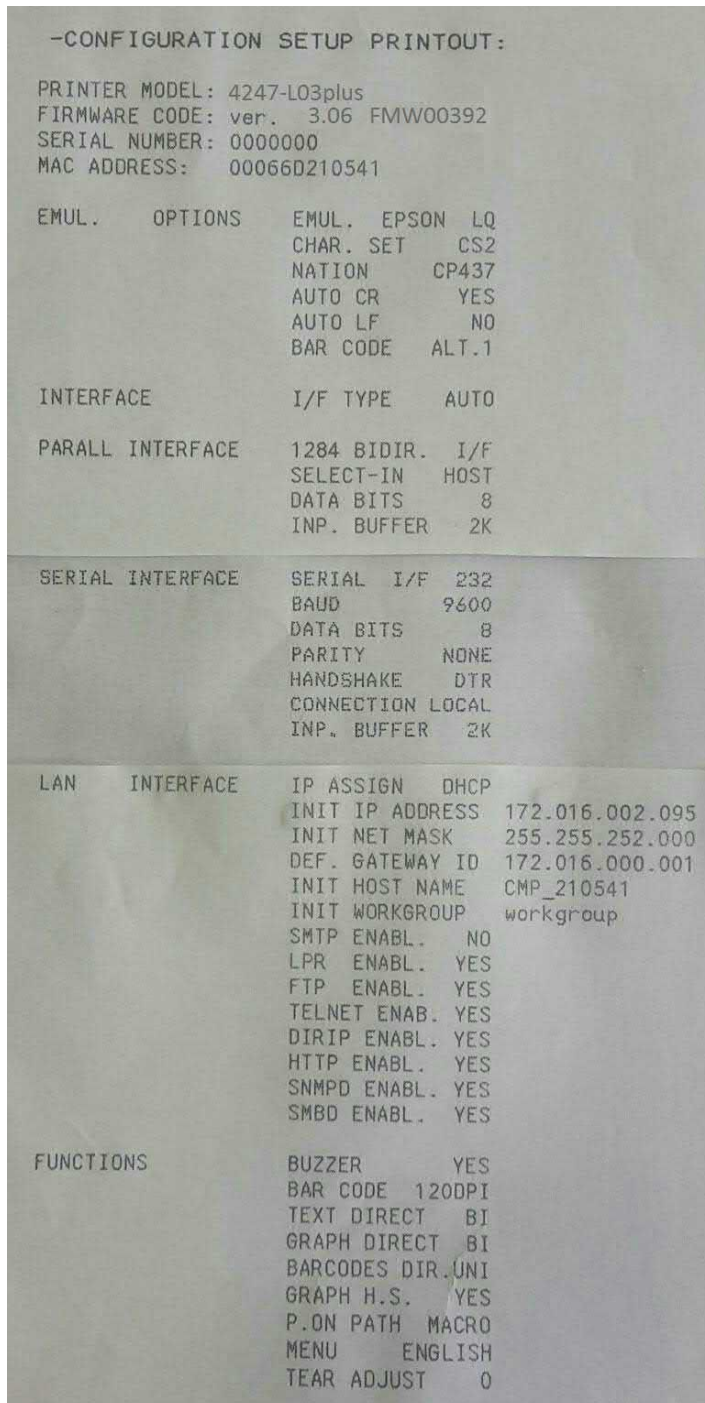 -CONFIGURATION SETUP PRINTOUT:
PRINTER MODEL: 4247-L03plus
FIRMWARE CODE: ver. 3.06 FMW00392
SERIAL NUMBER: 0000000
MAC ADDRESS: 00066D210541
EMUL. OPTIONS EMUL. EPSON LQ
CHAR. SET CS2
NATION CP437
AUTO CR YES
AUTO LF NO
BAR CODE ALT.1
INTERFACE I/F TYPE AUTO
PARALL INTERFACE 1284 BIDIR. I/F
SELECT-IN HOST
DATA BITS 8
INP. BUFFER 2K
SERIAL INTERFACE SERIAL I/F 232
BAUD 9600
DATA BITS 8
PARITY NONE
HANDSHAKE DTR
CONNECTION LOCAL
INP. BUFFER 2K
LAN INTERFACE IP ASSIGN DHCP
INIT IP ADDRESS 172.016.002.095
INIT NET MASK 255.255.252.000
DEF. GATEWAY ID 172.016.000.001
INIT HOST NAME CMP_210541
INIT WORKGROUP workgroup
SMTP ENABL. NO
LPR ENABL. YES
FTP ENABL. YES
TELNET ENAB. YES
DIRIP ENABL. YES
HTTP ENABL. YES
SNMPD ENABL. YES
SMBD ENABL. YES
FUNCTIONS BUZZER YES
BAR CODE 120DPI
TEXT DIRECT BI
GRAPH DIRECT BI
BARCODES DIR.UNI
GRAPH H.S. YES
P.ON PATH MACRO
MENU ENGLISH
TEAR ADJUST 0